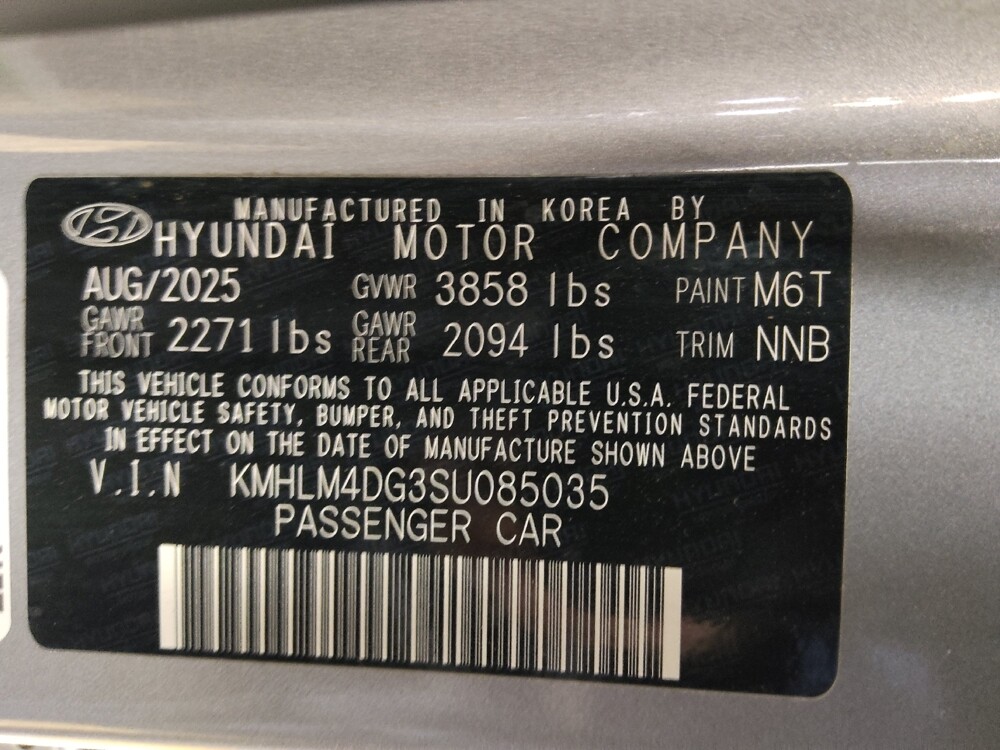 MANUFACTURED IN KOREA BY
HYUNDAI MOTOR COMPANY
AUG/2025 GVWR 3858 lbs PAINT M6T
GAWR FRONT 2271 lbs GAWR REAR 2094 lbs TRIM NNB
THIS VEHICLE CONFORMS TO ALL APPLICABLE U.S.A. FEDERAL
MOTOR VEHICLE SAFETY, BUMPER, AND THEFT PREVENTION STANDARDS
IN EFFECT ON THE DATE OF MANUFACTURE SHOWN ABOVE
V.I.N KMHLM4DG3SU085035
PASSENGER CAR